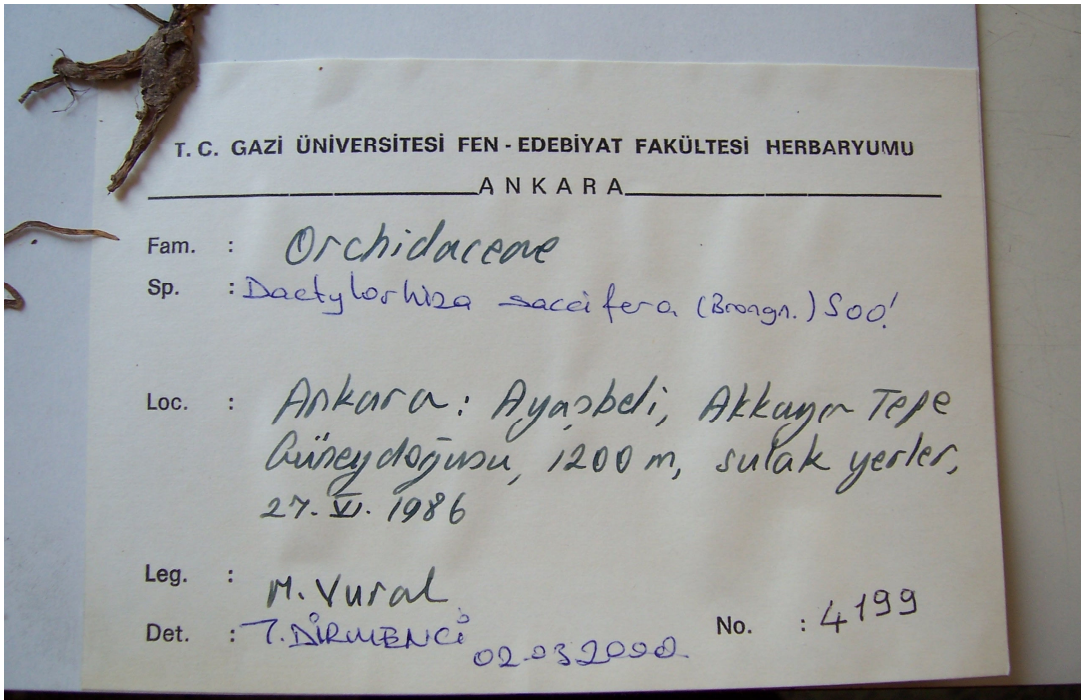 T. C. GAZİ ÜNİVERSİTESİ FEN - EDEBİYAT FAKÜLTESİ HERBARYUMU
ANKARA
Fam. : Orchidaceae
Sp. : Dactylorhiza saccifera (Brongn.) Soo!
Loc. : Ankara: Ayaşbeli, Akkaya Tepe
Güneydoğusu, 1200 m, sulak yerler,
27. VI. 1986
Leg. : M. Vural
Det. : T. DİRMENCİ 02.03.2000
No. : 4199